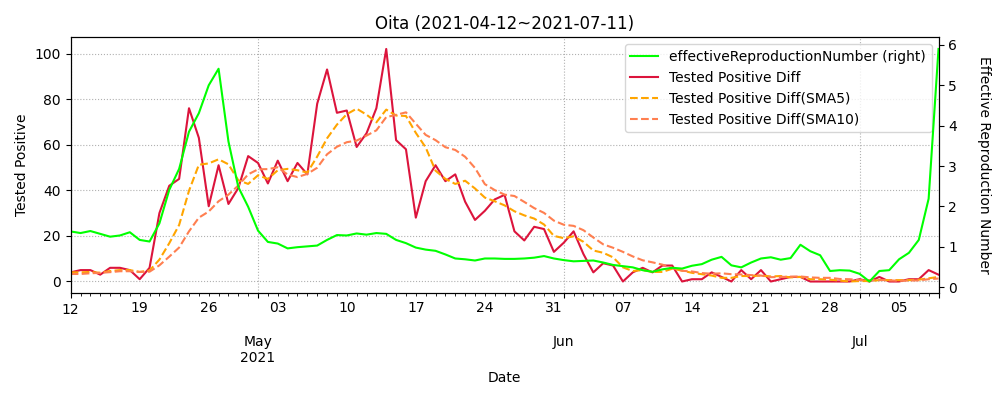 Oita (2021-04-12~2021-07-11)
effectiveReproductionNumber (right)
Tested Positive Diff
Tested Positive Diff(SMA5)
Tested Positive Diff(SMA10)
Tested Positive
100
80
60
40
20
0
Effective Reproduction Number
6
5
4
3
2
1
0
12 19 26 03 10 17 24 31 07 14 21 28 05
May Jun Jul
2021
Date